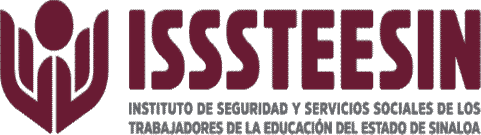 ISSSTEESIN
INSTITUTO DE SEGURIDAD Y SERVICIOS SOCIALES DE LOS
TRABAJADORES DE LA EDUCACIÓN DEL ESTADO DE SINALOA